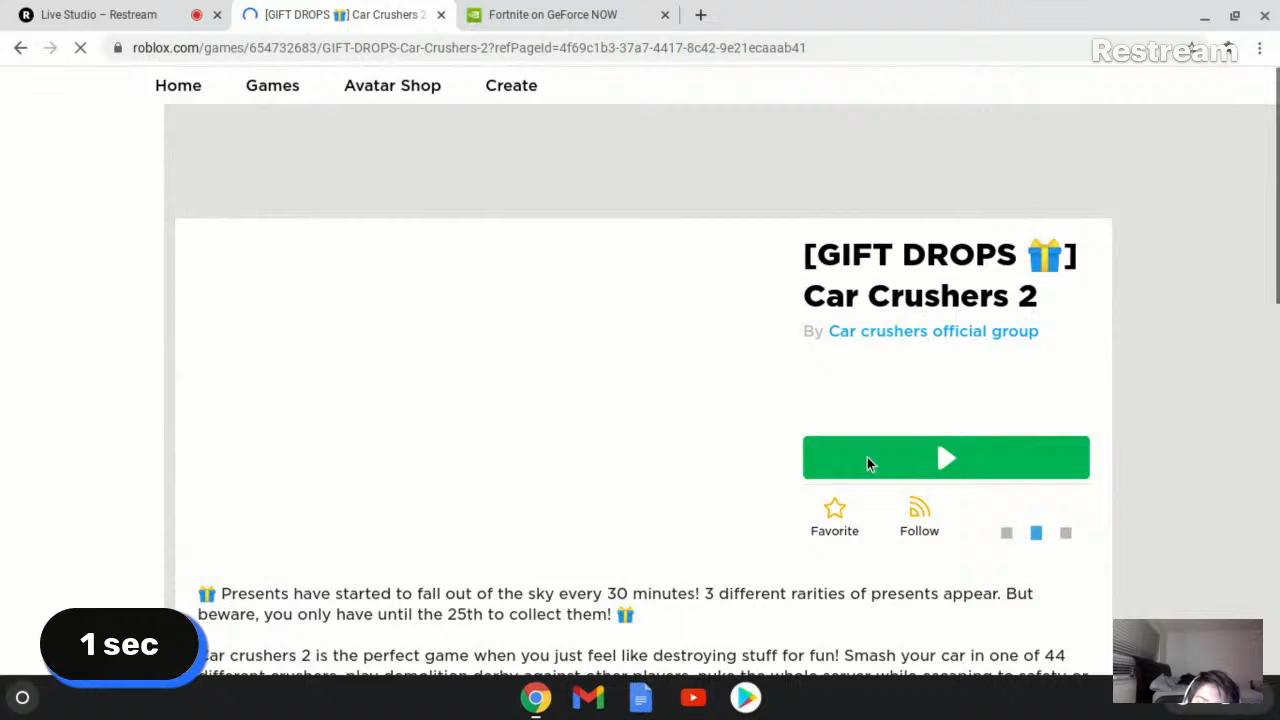 Live Studio – Restream
[GIFT DROPS 🎁] Car Crushers 2
Fortnite on GeForce NOW
roblox.com/games/654732683/GIFT-DROPS-Car-Crushers-2?refPageId=4f69c1b3-37a7-4417-8c42-9e21ecaaab41
Restream
Home Games Avatar Shop Create
[GIFT DROPS 🎁]
Car Crushers 2
By Car crushers official group
Favorite Follow
🎁 Presents have started to fall out of the sky every 30 minutes! 3 different rarities of presents appear. But
beware, you only have until the 25th to collect them! 🎁
1 sec
Car crushers 2 is the perfect game when you just feel like destroying stuff for fun! Smash your car in one of 44